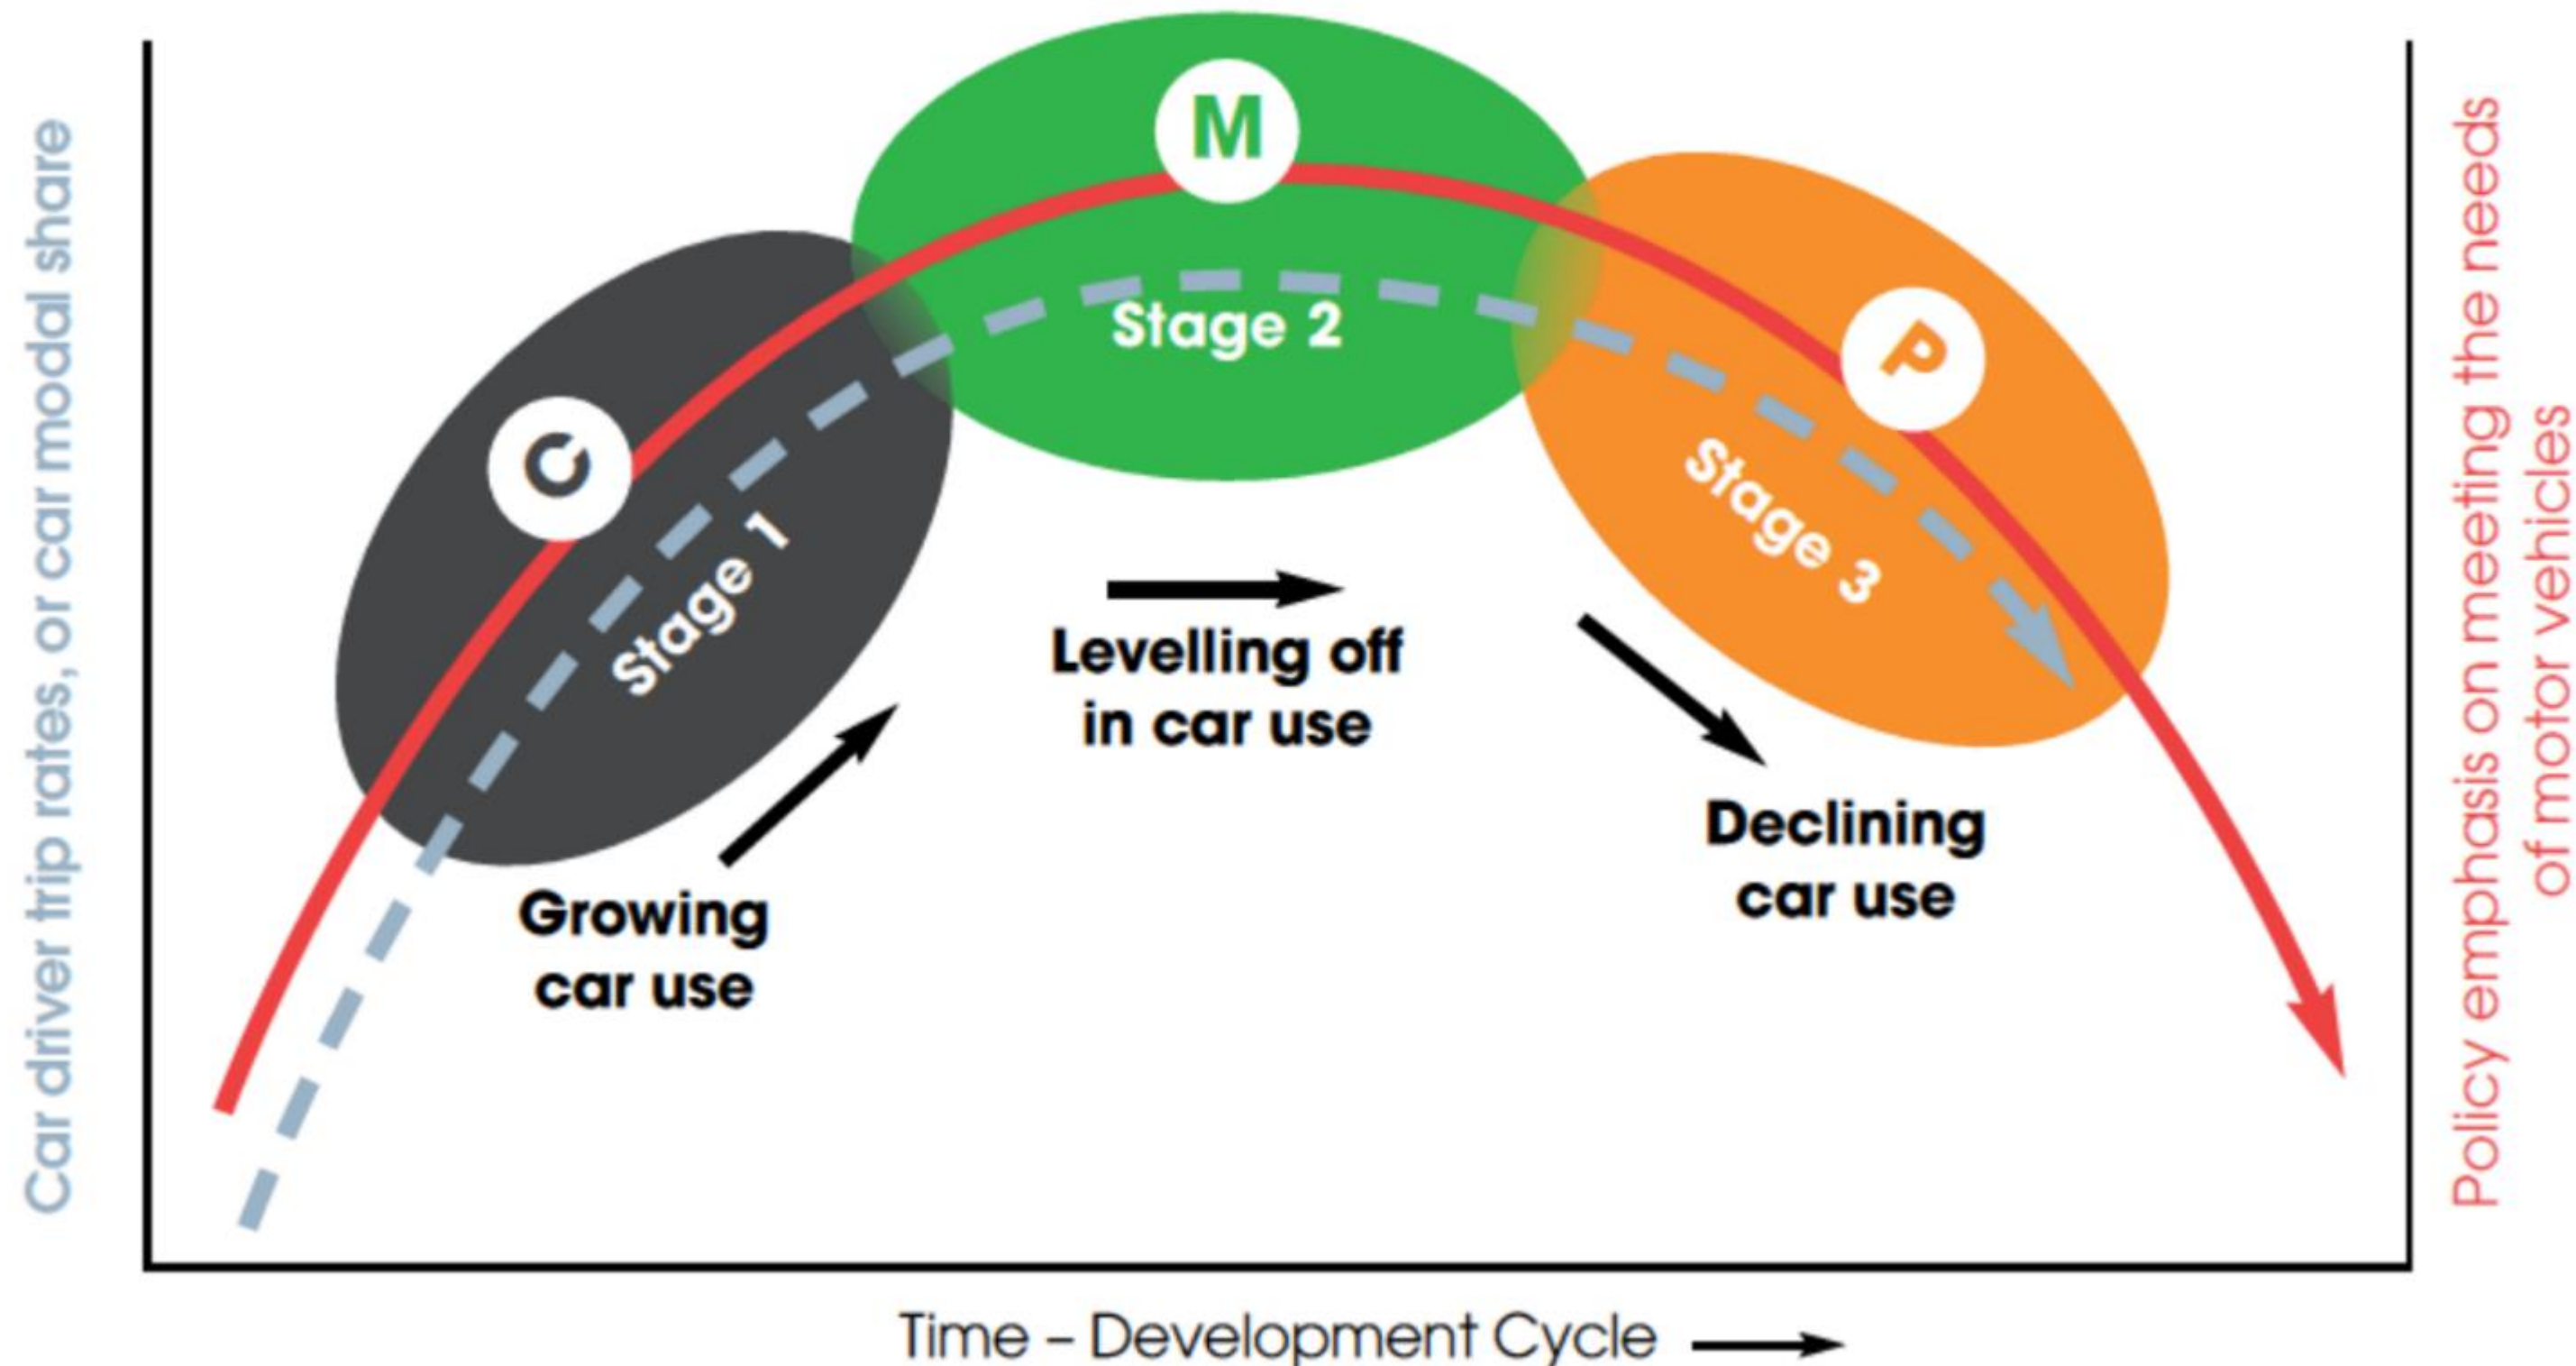 Car driver trip rates, or car modal share
M
C
P
Stage 1
Stage 2
Stage 3
Growing
car use
Levelling off
in car use
Declining
car use
Policy emphasis on meeting the needs
of motor vehicles
Time – Development Cycle